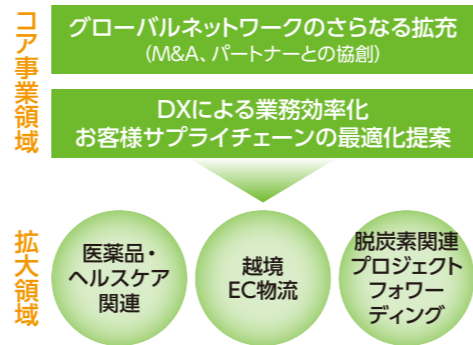 コア事業領域
グローバルネットワークのさらなる拡充
(M&A、パートナーとの協創)
DXによる業務効率化
お客様サプライチェーンの最適化提案
拡大領域
医薬品・
ヘルスケア
関連
越境
EC物流
脱炭素関連
プロジェクト
フォワー
ディング